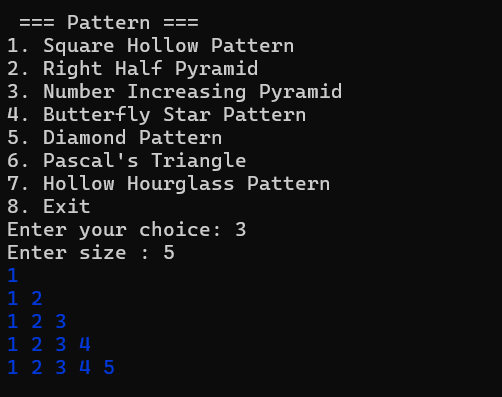 === Pattern ===
1. Square Hollow Pattern
2. Right Half Pyramid
3. Number Increasing Pyramid
4. Butterfly Star Pattern
5. Diamond Pattern
6. Pascal's Triangle
7. Hollow Hourglass Pattern
8. Exit
Enter your choice: 3
Enter size : 5
1
1 2
1 2 3
1 2 3 4
1 2 3 4 5